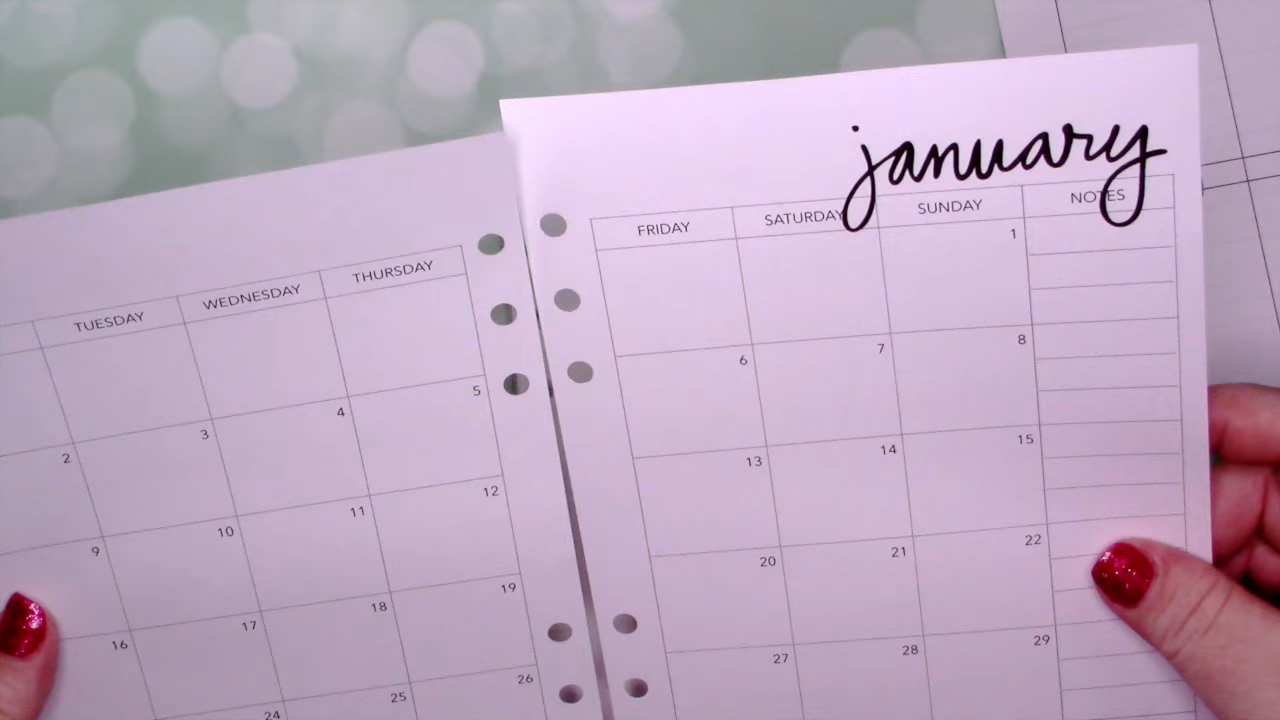 january
TUESDAY WEDNESDAY THURSDAY FRIDAY SATURDAY SUNDAY NOTES
1
2 3 4 5 6 7 8
9 10 11 12 13 14 15
16 17 18 19 20 21 22
24 25 26 27 28 29